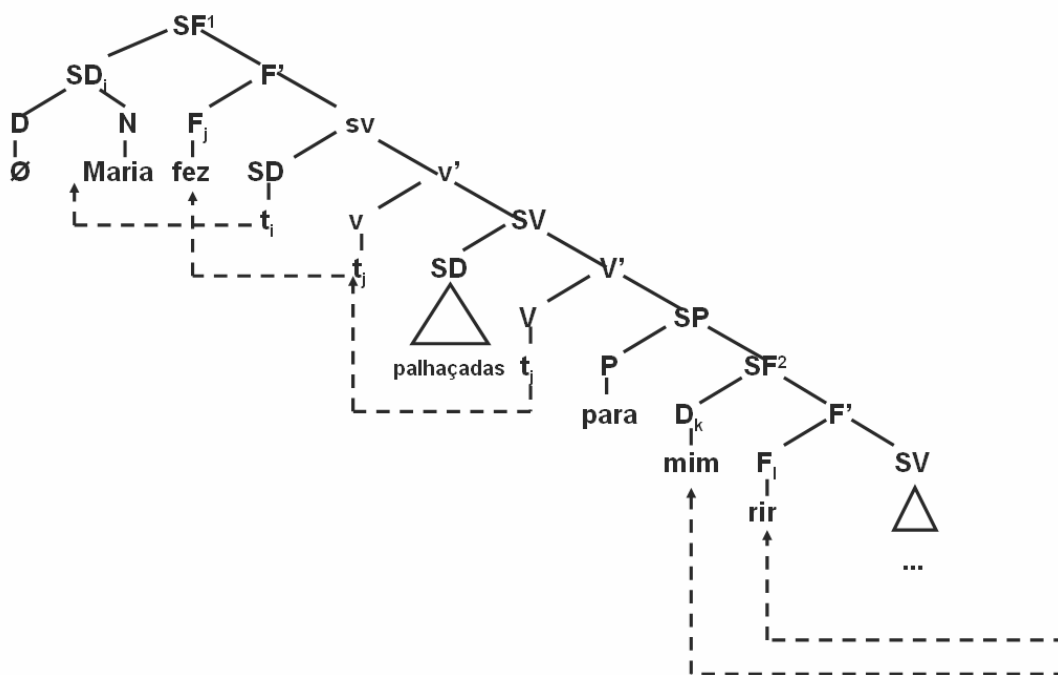 SF¹
SDᵢ F’
D N Fⱼ sv
Ø Maria fez SD v’
tᵢ v SV
tⱼ SD V’
V SP
palhaçadas tⱼ P SF²
para Dₖ F’
mim Fₗ SV
rir
...